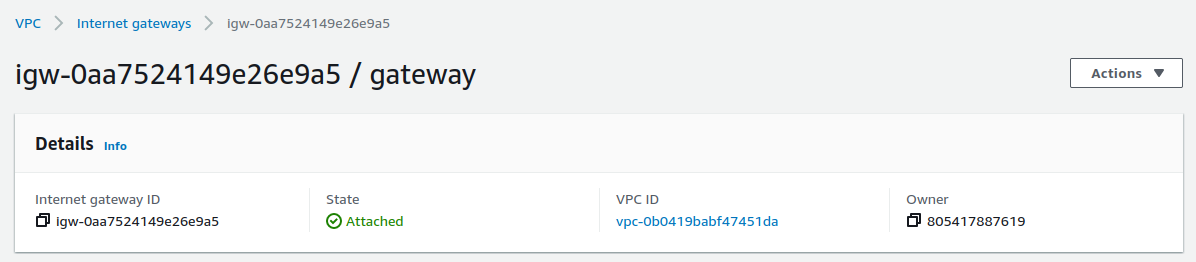 VPC > Internet gateways > igw-0aa7524149e26e9a5
igw-0aa7524149e26e9a5 / gateway
Actions
Details Info
Internet gateway ID
igw-0aa7524149e26e9a5
State
Attached
VPC ID
vpc-0b0419babf47451da
Owner
805417887619